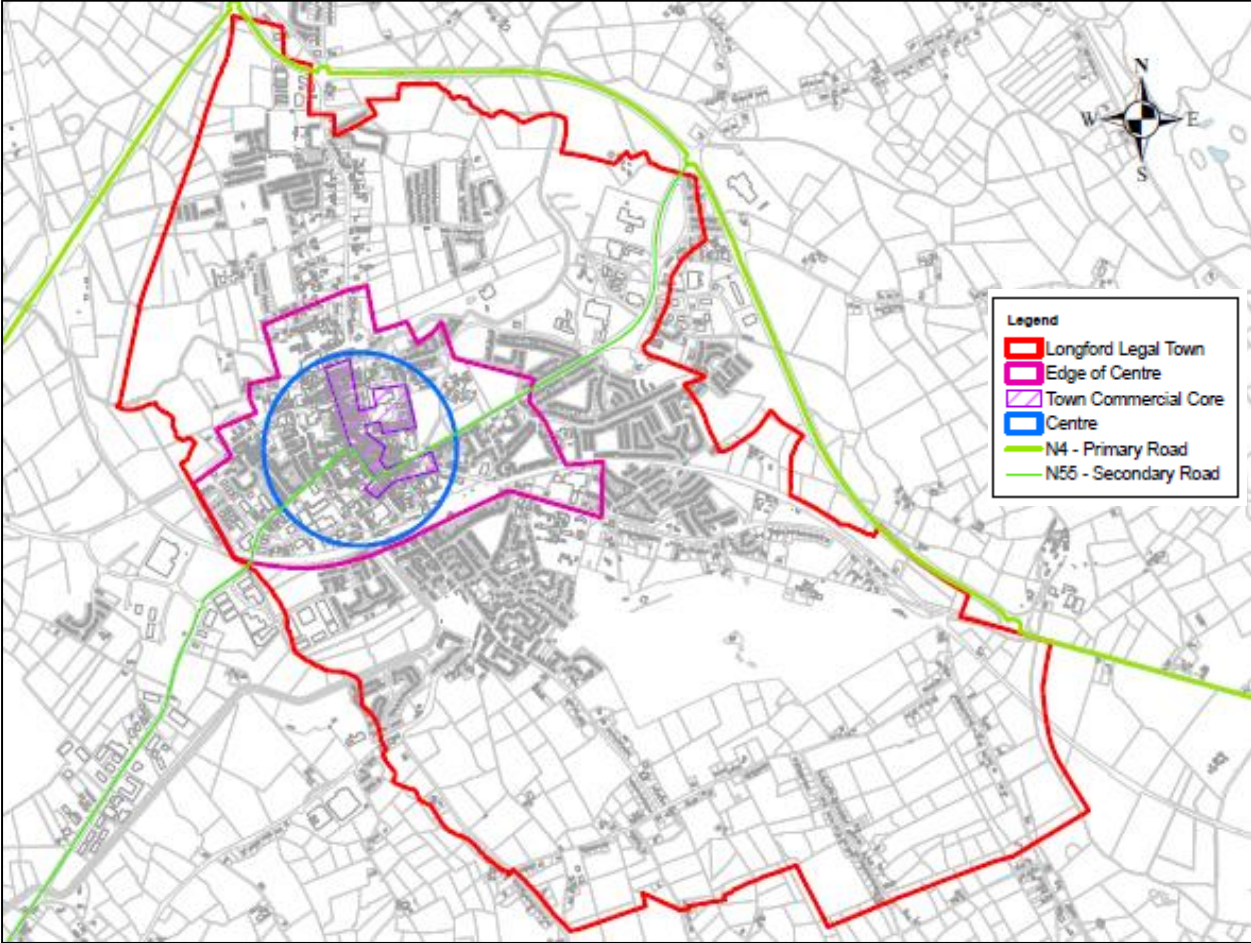 N
W E
S
Legend
Longford Legal Town
Edge of Centre
Town Commercial Core
Centre
N4 - Primary Road
N55 - Secondary Road